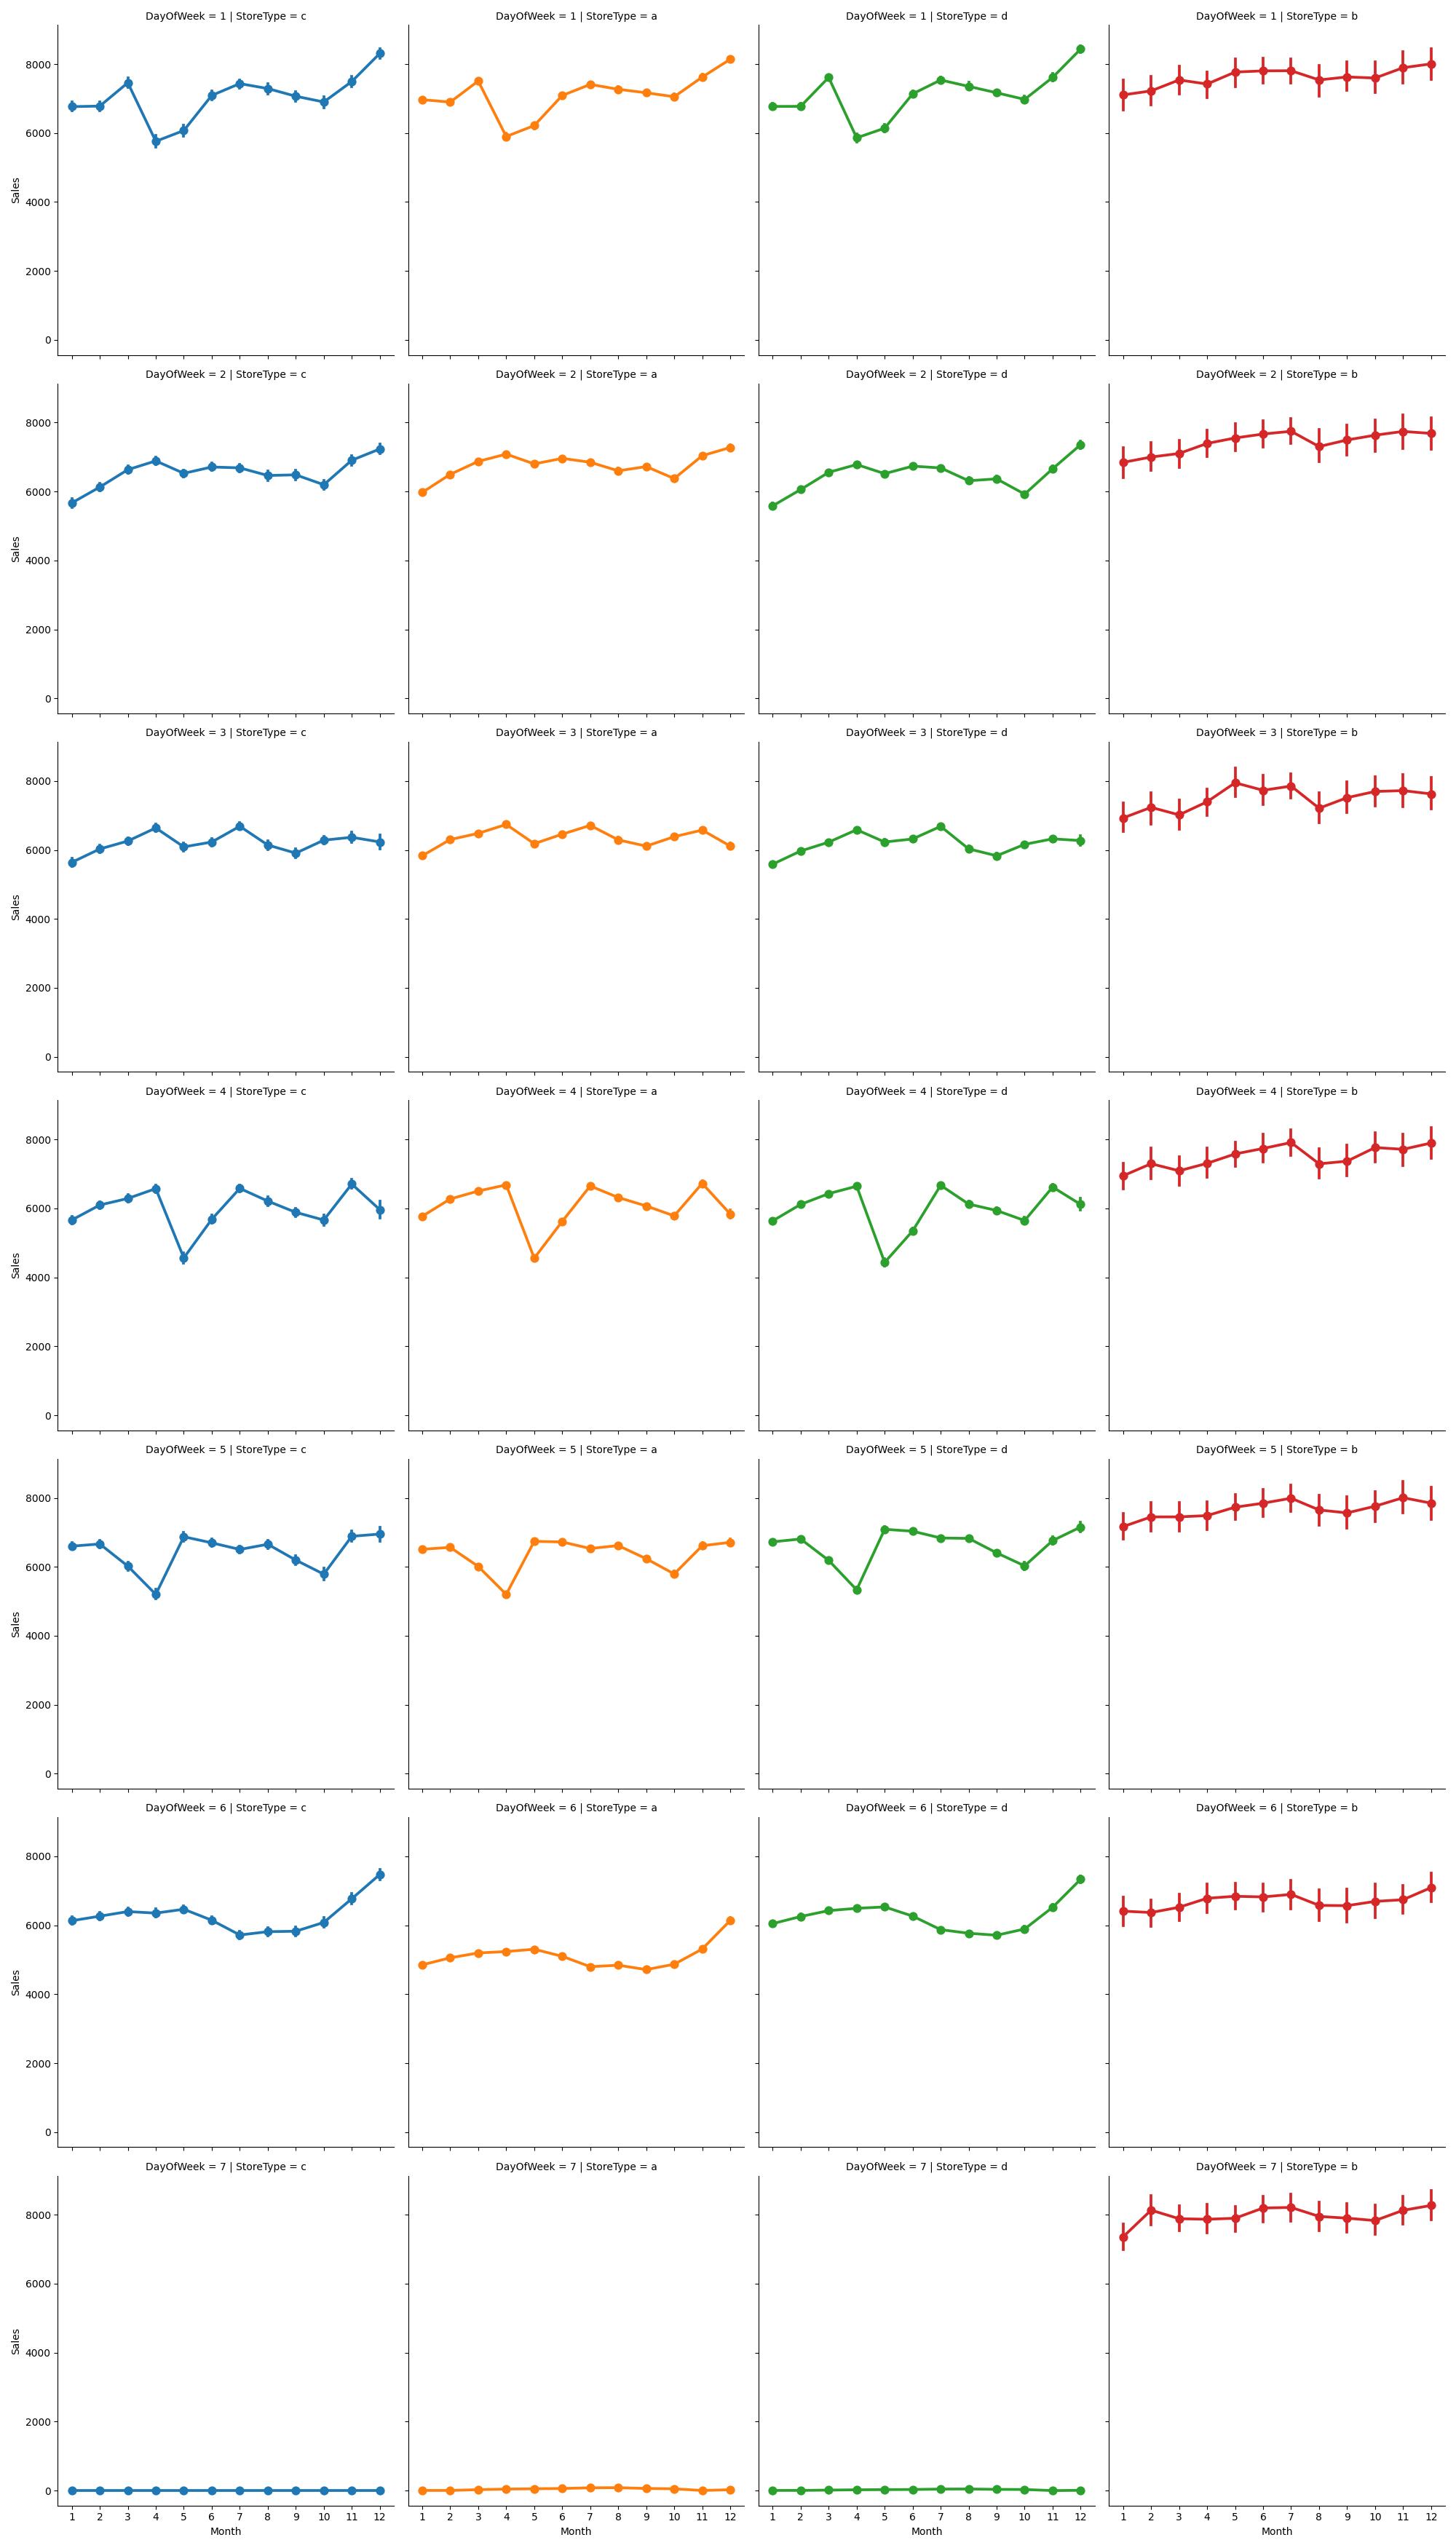 DayOfWeek = 1 | StoreType = c
DayOfWeek = 1 | StoreType = a
DayOfWeek = 1 | StoreType = d
DayOfWeek = 1 | StoreType = b
8000
6000
4000
2000
0
Sales
DayOfWeek = 2 | StoreType = c
DayOfWeek = 2 | StoreType = a
DayOfWeek = 2 | StoreType = d
DayOfWeek = 2 | StoreType = b
8000
6000
4000
2000
0
Sales
DayOfWeek = 3 | StoreType = c
DayOfWeek = 3 | StoreType = a
DayOfWeek = 3 | StoreType = d
DayOfWeek = 3 | StoreType = b
8000
6000
4000
2000
0
Sales
DayOfWeek = 4 | StoreType = c
DayOfWeek = 4 | StoreType = a
DayOfWeek = 4 | StoreType = d
DayOfWeek = 4 | StoreType = b
8000
6000
4000
2000
0
Sales
DayOfWeek = 5 | StoreType = c
DayOfWeek = 5 | StoreType = a
DayOfWeek = 5 | StoreType = d
DayOfWeek = 5 | StoreType = b
8000
6000
4000
2000
0
Sales
DayOfWeek = 6 | StoreType = c
DayOfWeek = 6 | StoreType = a
DayOfWeek = 6 | StoreType = d
DayOfWeek = 6 | StoreType = b
8000
6000
4000
2000
0
Sales
DayOfWeek = 7 | StoreType = c
DayOfWeek = 7 | StoreType = a
DayOfWeek = 7 | StoreType = d
DayOfWeek = 7 | StoreType = b
8000
6000
4000
2000
0
Sales
1 2 3 4 5 6 7 8 9 10 11 12
Month
1 2 3 4 5 6 7 8 9 10 11 12
Month
1 2 3 4 5 6 7 8 9 10 11 12
Month
1 2 3 4 5 6 7 8 9 10 11 12
Month